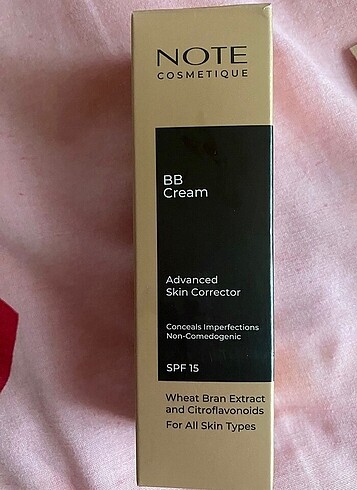 NOTE
COSMETIQUE
BB
Cream
Advanced
Skin Corrector
Conceals Imperfections
Non-Comedogenic
SPF 15
Wheat Bran Extract
and Citroflavonoids
For All Skin Types